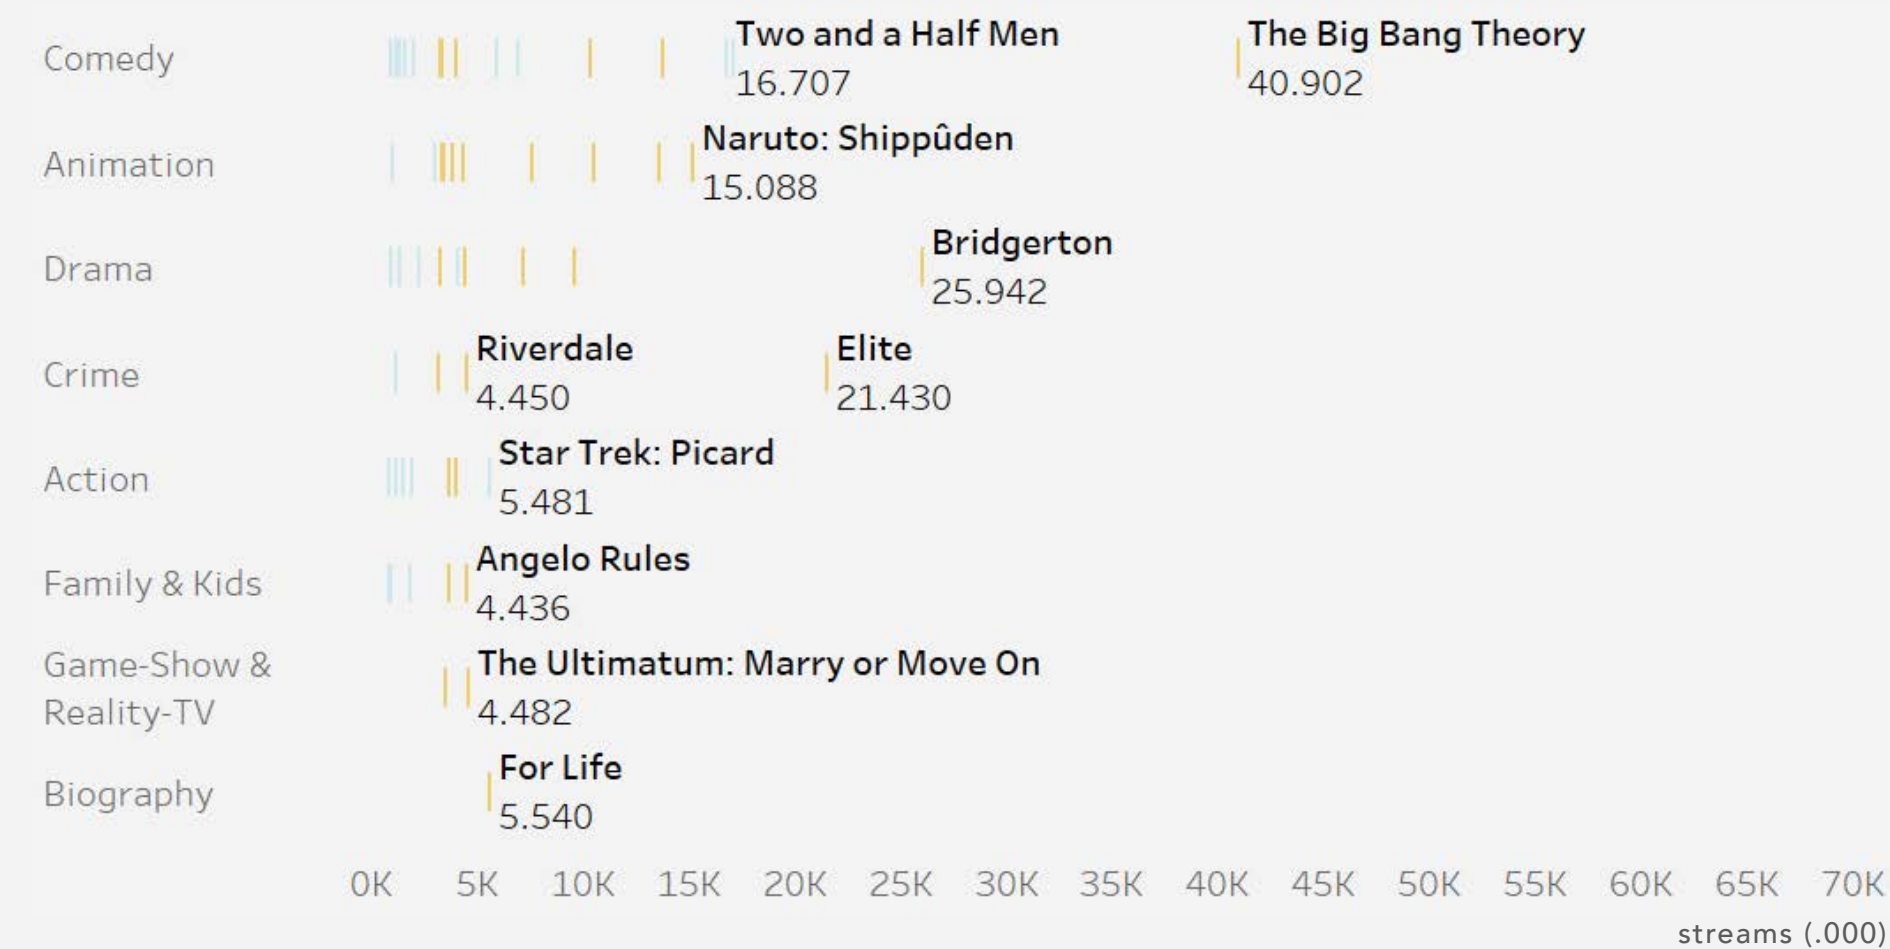 Comedy
Two and a Half Men
16.707
The Big Bang Theory
40.902
Animation
Naruto: Shippûden
15.088
Drama
Bridgerton
25.942
Crime
Riverdale
4.450
Elite
21.430
Action
Star Trek: Picard
5.481
Family & Kids
Angelo Rules
4.436
Game-Show &
Reality-TV
The Ultimatum: Marry or Move On
4.482
Biography
For Life
5.540
0K 5K 10K 15K 20K 25K 30K 35K 40K 45K 50K 55K 60K 65K 70K
streams (.000)